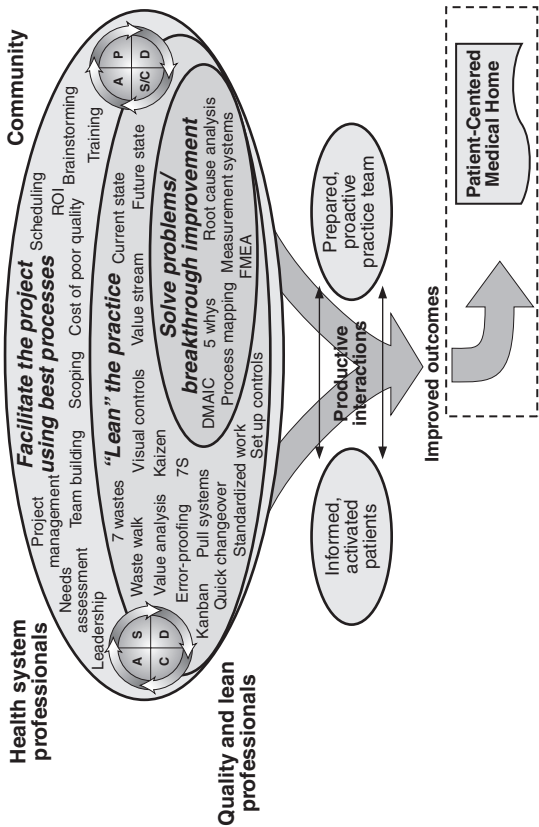 Health system
professionals
Community
Quality and lean
professionals
Facilitate the project
using best processes
Project
management
Needs
assessment
Leadership
Team building
Scoping
Cost of poor quality
Scheduling
ROI
Brainstorming
Training
A
P
S/C
D
A
S
C
D
“Lean” the practice
7 wastes
Waste walk
Value analysis
Error-proofing
Kanban
Visual controls
Kaizen
7S
Pull systems
Quick changeover
Standardized work
Set up controls
Value stream
Current state
Future state
Solve problems/
breakthrough improvement
DMAIC
5 whys
Root cause analysis
Process mapping
Measurement systems
FMEA
Informed,
activated
patients
Productive
interactions
Prepared,
proactive
practice team
Improved outcomes
Patient-Centered
Medical Home